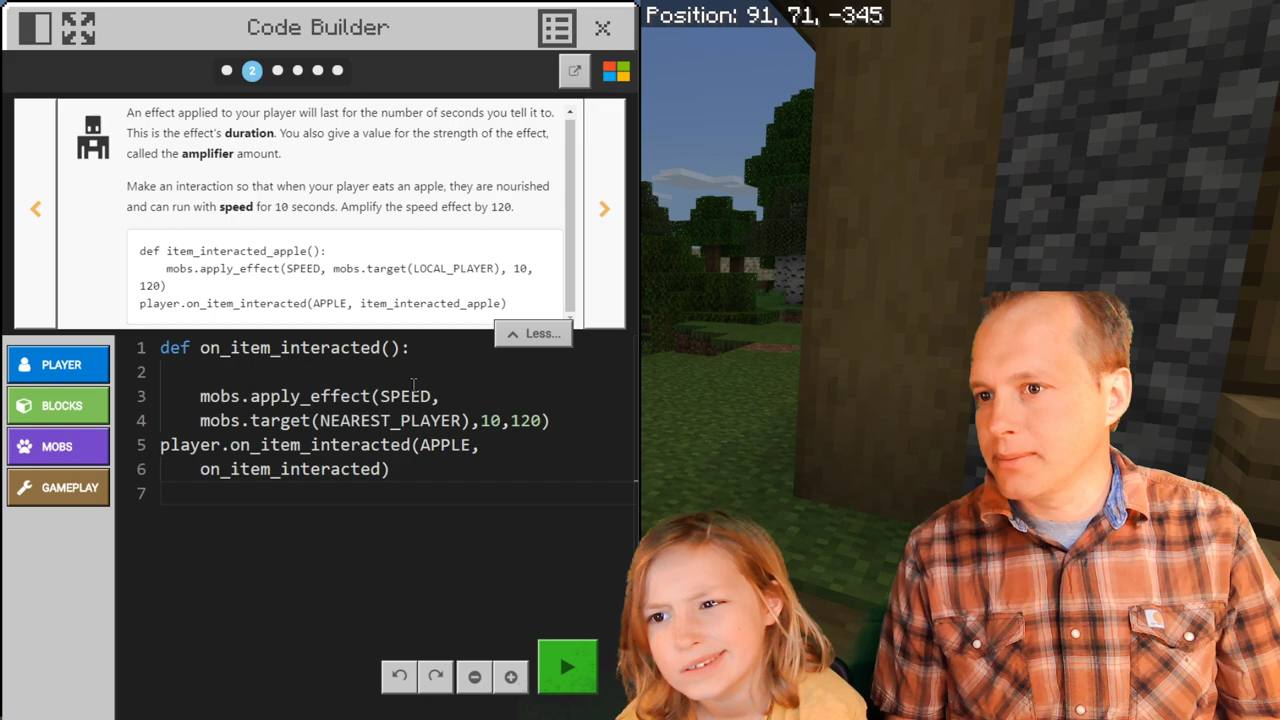 Code Builder
Position: 91, 71, -345
2
An effect applied to your player will last for the number of seconds you tell it to.
This is the effect's duration. You also give a value for the strength of the effect,
called the amplifier amount.
Make an interaction so that when your player eats an apple, they are nourished
and can run with speed for 10 seconds. Amplify the speed effect by 120.
def item_interacted_apple():
mobs.apply_effect(SPEED, mobs.target(LOCAL_PLAYER), 10,
120)
player.on_item_interacted(APPLE, item_interacted_apple)
Less...
PLAYER
BLOCKS
MOBS
GAMEPLAY
1 def on_item_interacted():
2
3 mobs.apply_effect(SPEED,
4 mobs.target(NEAREST_PLAYER),10,120)
5 player.on_item_interacted(APPLE,
6 on_item_interacted)
7